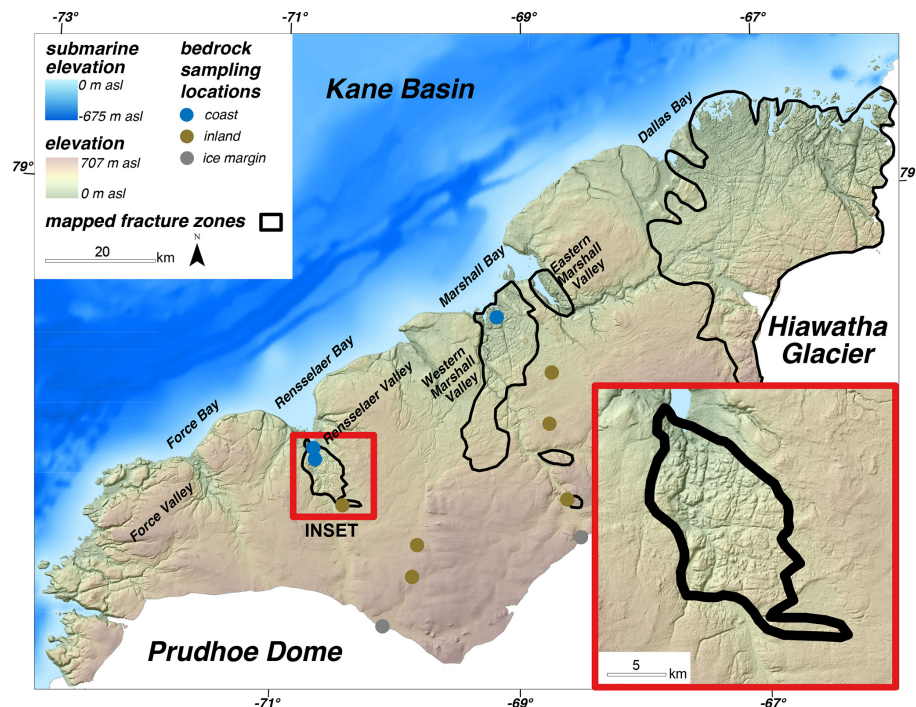 -73°
-71°
-69°
-67°
submarine
elevation
0 m asl
-675 m asl
elevation
707 m asl
0 m asl
bedrock
sampling
locations
coast
inland
ice margin
mapped fracture zones
20
km
N
79°
79
Kane Basin
Dallas Bay
Marshall Bay
Eastern
Marshall
Valley
Western
Marshall
Valley
Rensselaer Bay
Rensselaer Valley
Force Bay
Force Valley
INSET
Hiawatha
Glacier
Prudhoe Dome
5
km
-71°
-69°
-67°